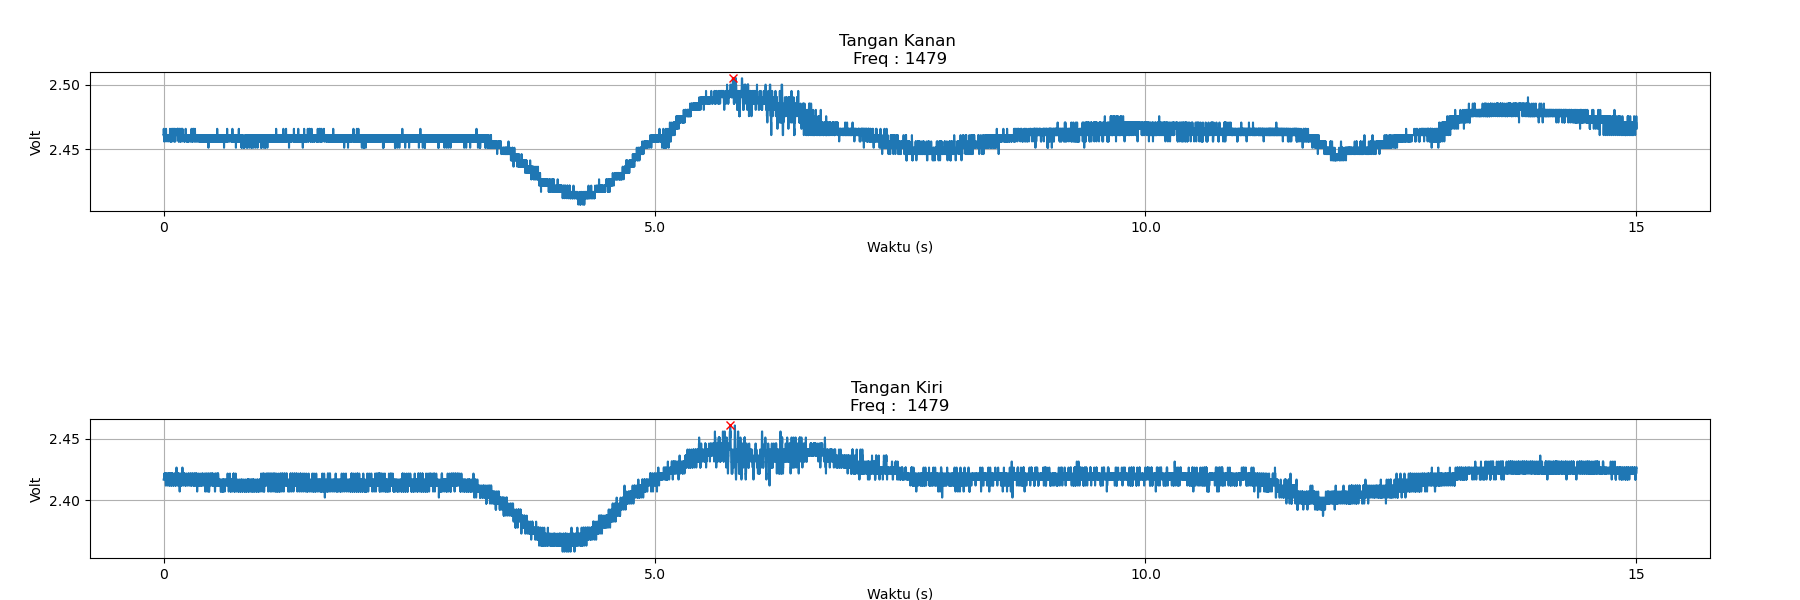 Tangan Kanan
Freq : 1479
2.50
2.45
Volt
0 5.0 10.0 15
Waktu (s)
Tangan Kiri
Freq :  1479
2.45
2.40
Volt
0 5.0 10.0 15
Waktu (s)